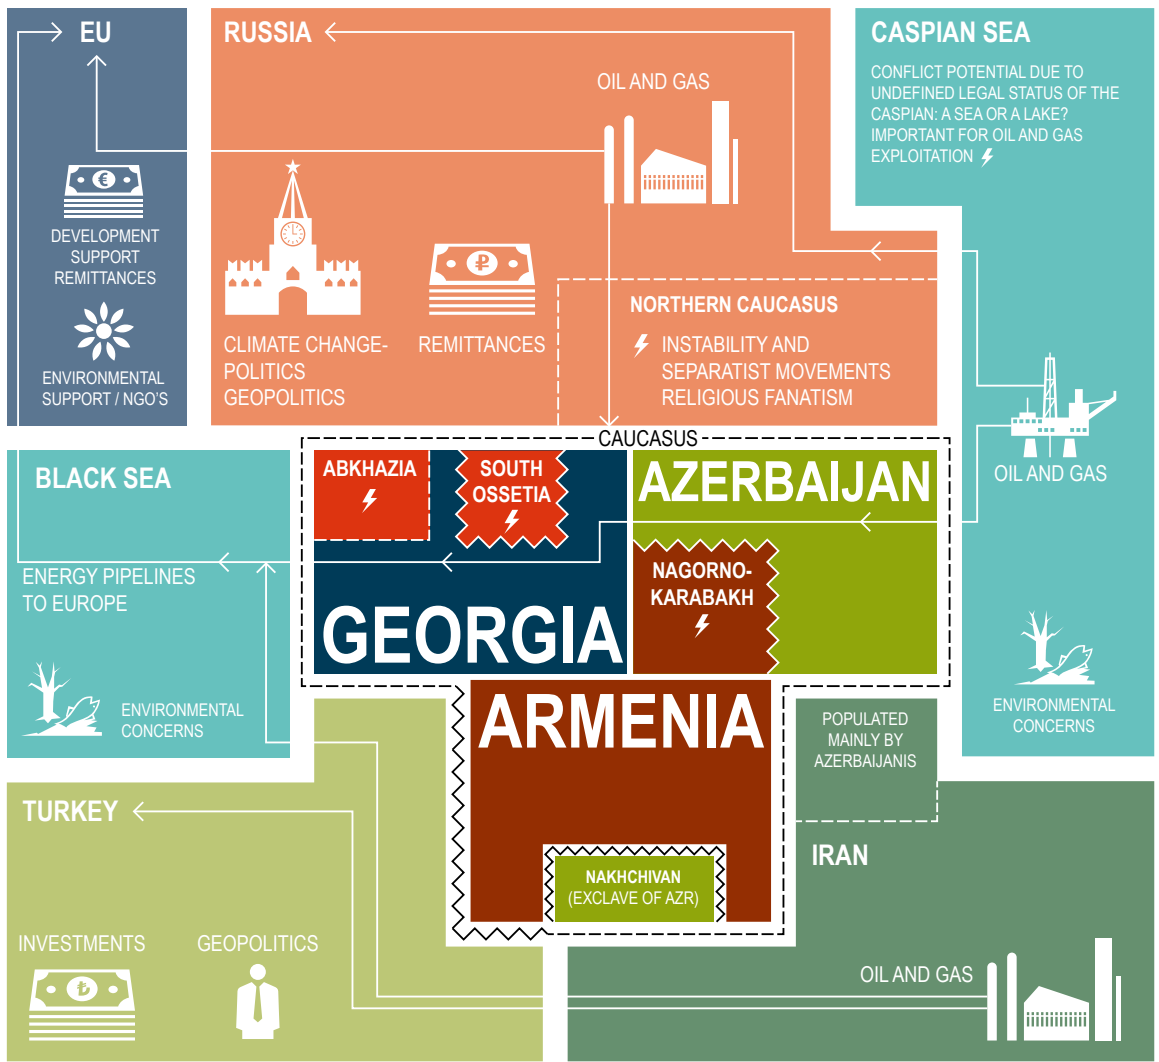 EU
DEVELOPMENT
SUPPORT
REMITTANCES
ENVIRONMENTAL
SUPPORT / NGO'S
RUSSIA
OIL AND GAS
CLIMATE CHANGE-
POLITICS
GEOPOLITICS
REMITTANCES
NORTHERN CAUCASUS
INSTABILITY AND
SEPARATIST MOVEMENTS
RELIGIOUS FANATISM
CASPIAN SEA
CONFLICT POTENTIAL DUE TO
UNDEFINED LEGAL STATUS OF THE
CASPIAN: A SEA OR A LAKE?
IMPORTANT FOR OIL AND GAS
EXPLOITATION
OIL AND GAS
ENVIRONMENTAL
CONCERNS
BLACK SEA
ENERGY PIPELINES
TO EUROPE
ENVIRONMENTAL
CONCERNS
CAUCASUS
ABKHAZIA
SOUTH
OSSETIA
GEORGIA
AZERBAIJAN
NAGORNO-
KARABAKH
ARMENIA
NAKHCHIVAN
(EXCLAVE OF AZR)
TURKEY
INVESTMENTS
GEOPOLITICS
POPULATED
MAINLY BY
AZERBAIJANIS
IRAN
OIL AND GAS